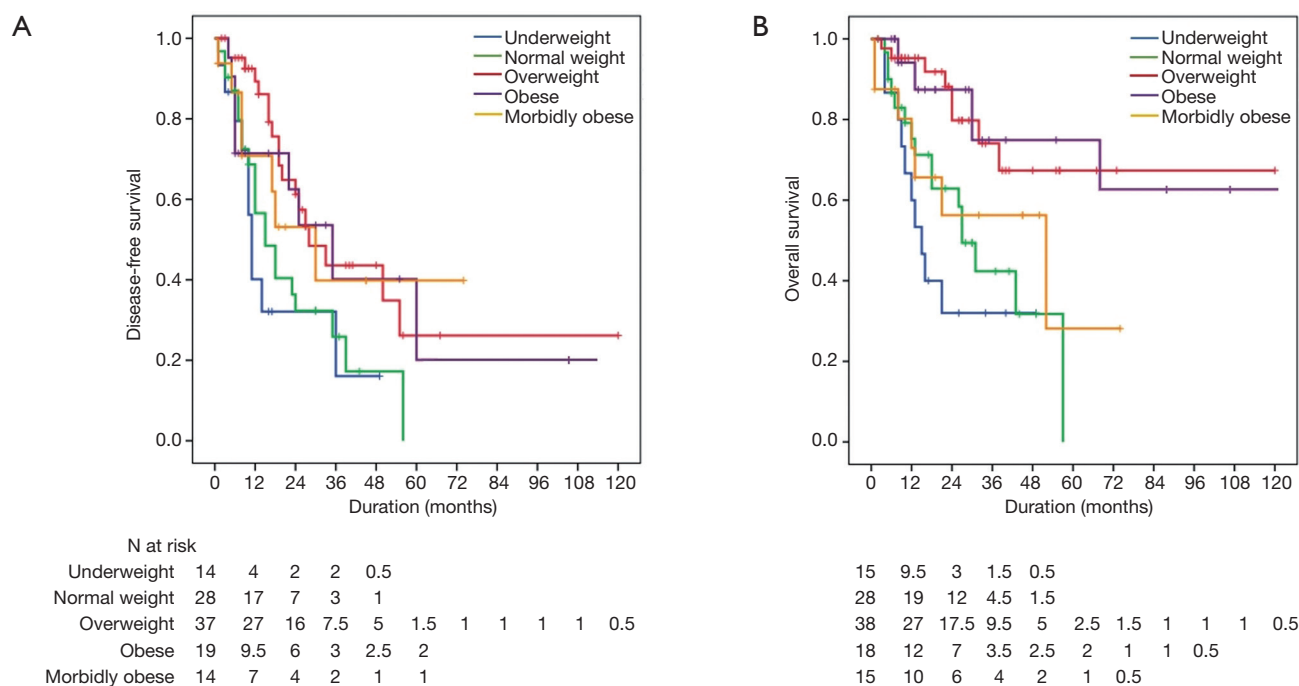 A
Underweight
Normal weight
Overweight
Obese
Morbidly obese
1.0
0.8
0.6
0.4
0.2
0.0
Disease-free survival
0 12 24 36 48 60 72 84 96 108 120
Duration (months)
N at risk
Underweight 14 4 2 2 0.5
Normal weight 28 17 7 3 1
Overweight 37 27 16 7.5 5 1.5 1 1 1 1 0.5
Obese 19 9.5 6 3 2.5 2
Morbidly obese 14 7 4 2 1 1
B
Underweight
Normal weight
Overweight
Obese
Morbidly obese
1.0
0.8
0.6
0.4
0.2
0.0
Overall survival
0 12 24 36 48 60 72 84 96 108 120
Duration (months)
15 9.5 3 1.5 0.5
28 19 12 4.5 1.5
38 27 17.5 9.5 5 2.5 1.5 1 1 1 0.5
18 12 7 3.5 2.5 2 1 1 0.5
15 10 6 4 2 1 0.5